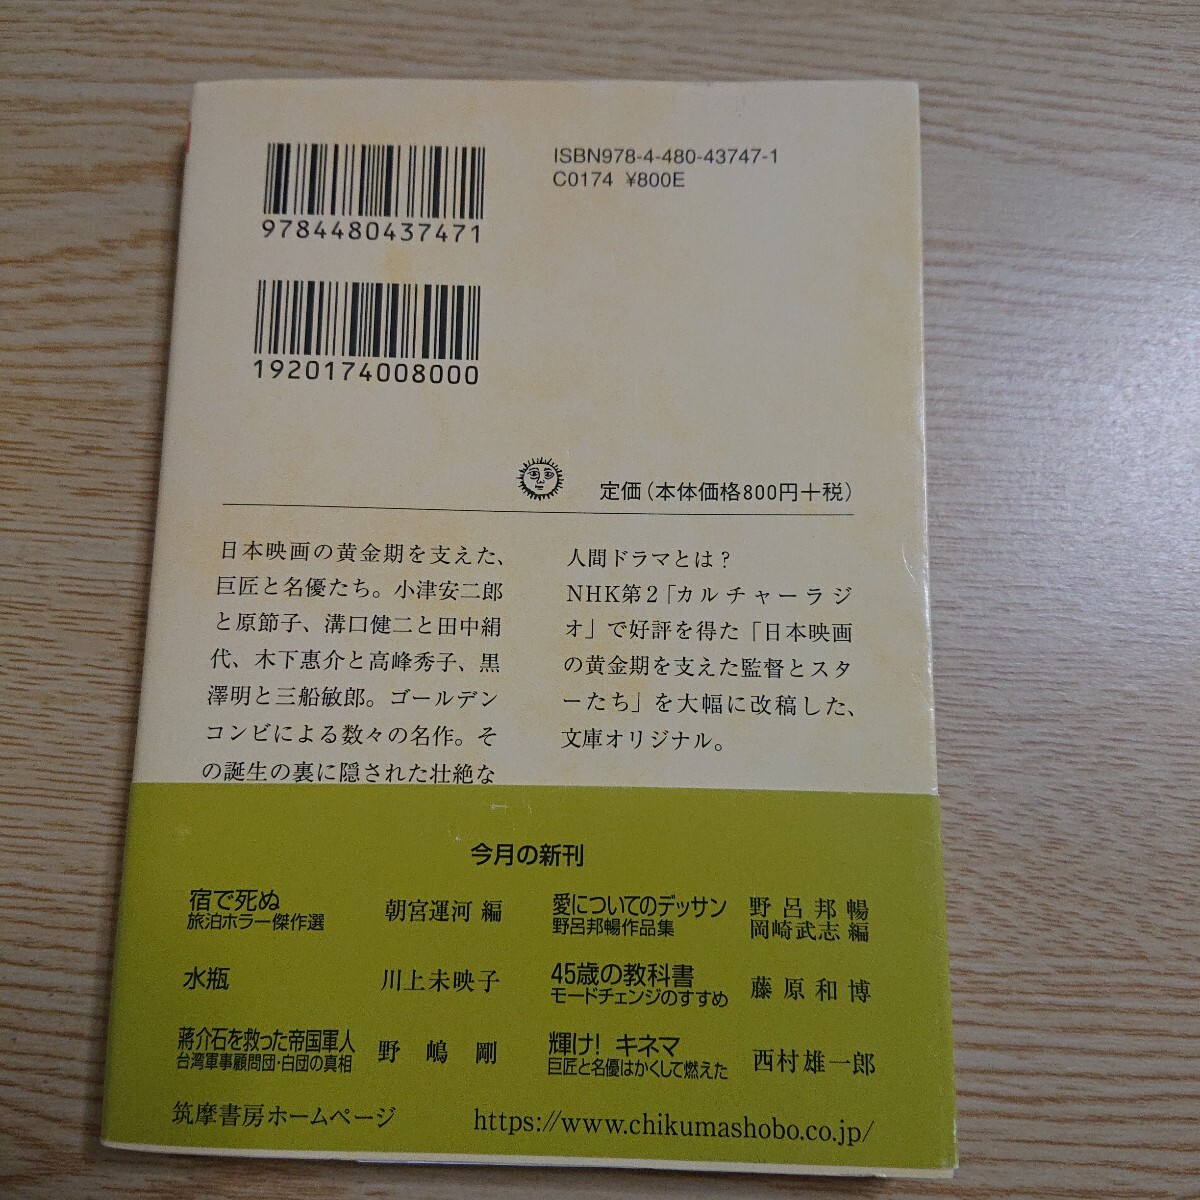 ISBN978-4-480-43747-1
C0174 ¥800E
9784480437471
1920174008000
定価(本体価格800円+税)
日本映画の黄金期を支えた、
巨匠と名優たち。小津安二郎
と原節子、溝口健二と田中絹
代、木下惠介と高峰秀子、黒
澤明と三船敏郎。ゴールデン
コンビによる数々の名作。そ
の誕生の裏に隠された壮絶な
人間ドラマとは?
NHK第2「カルチャーラジ
オ」で好評を得た「日本映画
の黄金期を支えた監督とスタ
ーたち」を大幅に改稿した、
文庫オリジナル。
今月の新刊
宿で死ぬ
旅泊ホラー傑作選
朝宮運河 編
水瓶
川上未映子
蔣介石を救った帝国軍人
台湾軍事顧問団・白団の真相
野嶋剛
愛についてのデッサン
野呂邦暢作品集
野呂邦暢
岡崎武志 編
45歳の教科書
モードチェンジのすすめ
藤原和博
輝け! キネマ
巨匠と名優はかくして燃えた
西村雄一郎
筑摩書房ホームページ
https://www.chikumashobo.co.jp/